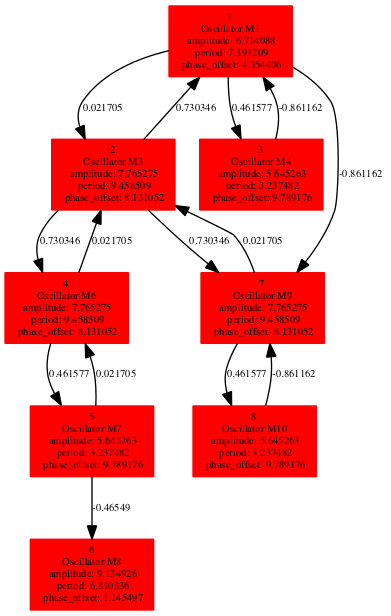 1
Oscillator M1
amplitude: 6.714088
period: 7.391209
phase_offset: 4.354406
0.021705
0.730346
0.461577
-0.861162
-0.861162
2
Oscillator M3
amplitude: 7.765275
period: 9.458509
phase_offset: 8.131052
3
Oscillator M4
amplitude: 5.645263
period: 3.237482
phase_offset: 9.789176
0.730346
0.021705
0.730346
0.021705
4
Oscillator M6
amplitude: 7.765275
period: 9.458509
phase_offset: 8.131052
7
Oscillator M9
amplitude: 7.765275
period: 9.458509
phase_offset: 8.131052
0.461577
0.021705
0.461577
-0.861162
5
Oscillator M7
amplitude: 5.645263
period: 3.237482
phase_offset: 9.789176
8
Oscillator M10
amplitude: 5.645263
period: 3.237482
phase_offset: 9.789176
-0.46549
6
Oscillator M8
amplitude: 9.134926
period: 6.810336
phase_offset: 1.145497